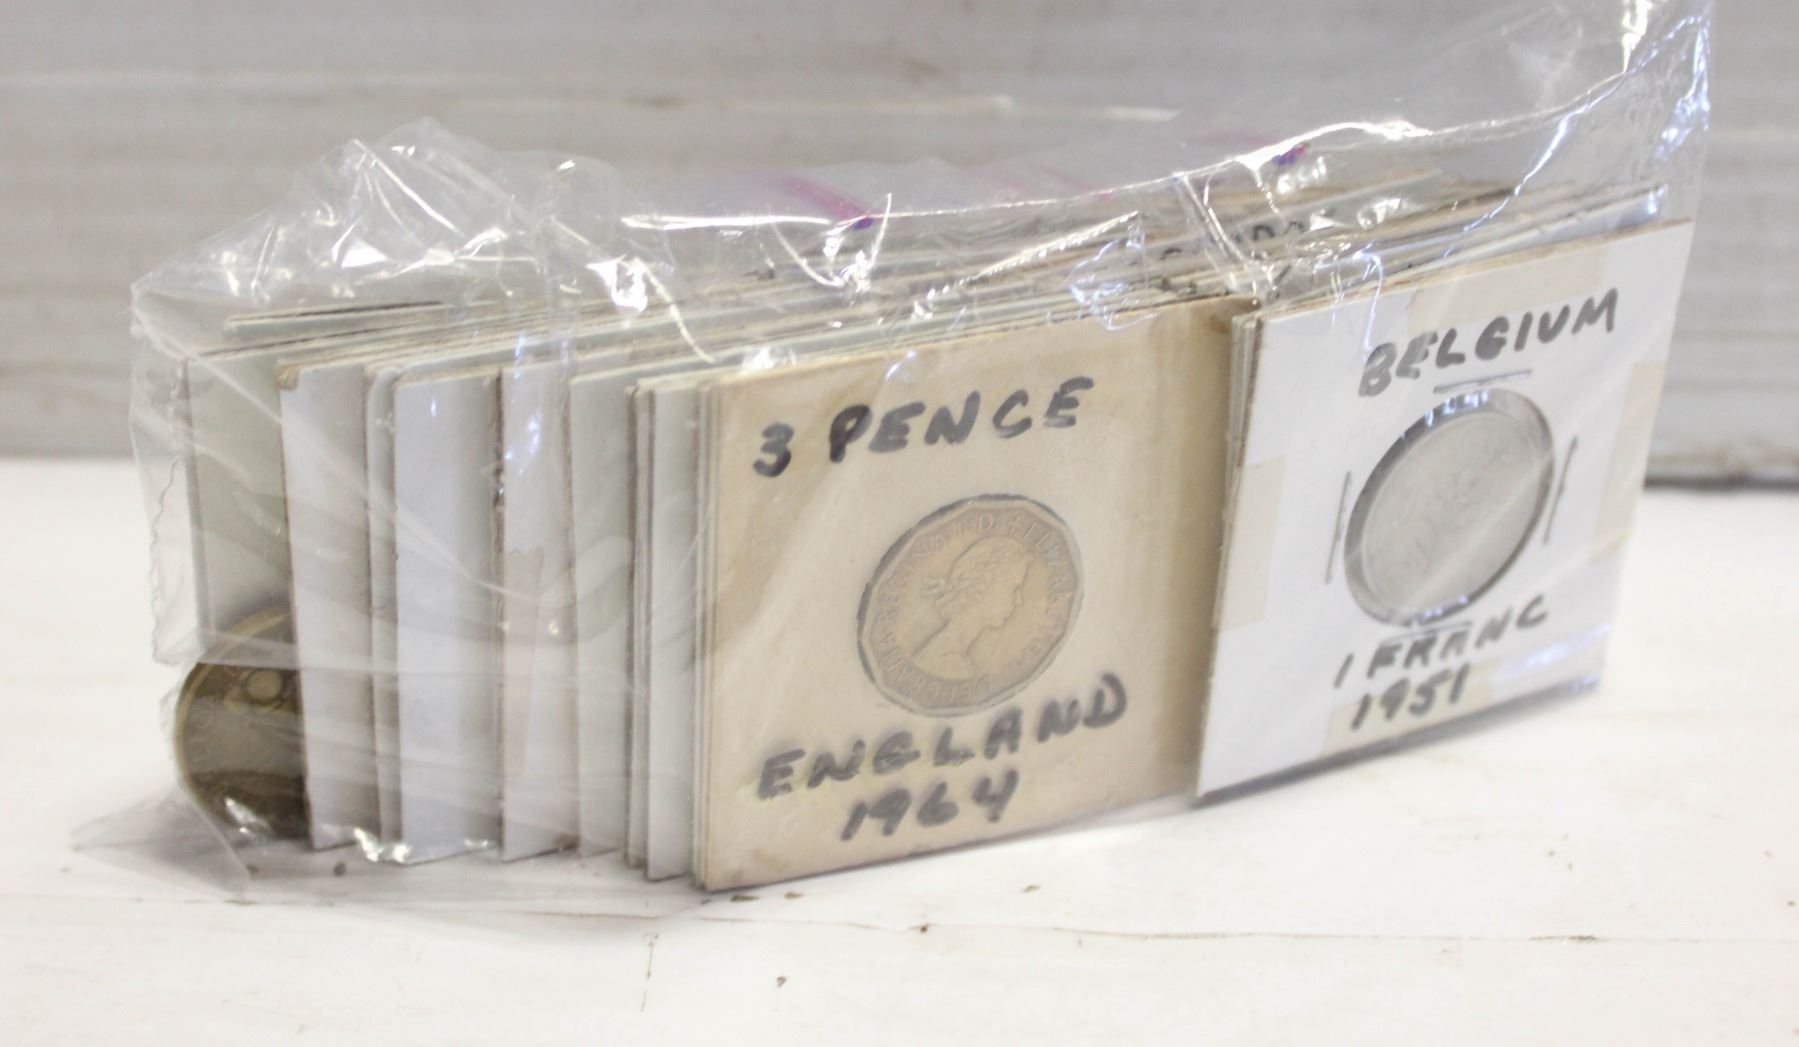 3 PENCE
ENGLAND
1964
BELGIUM
1 FRANC
1951